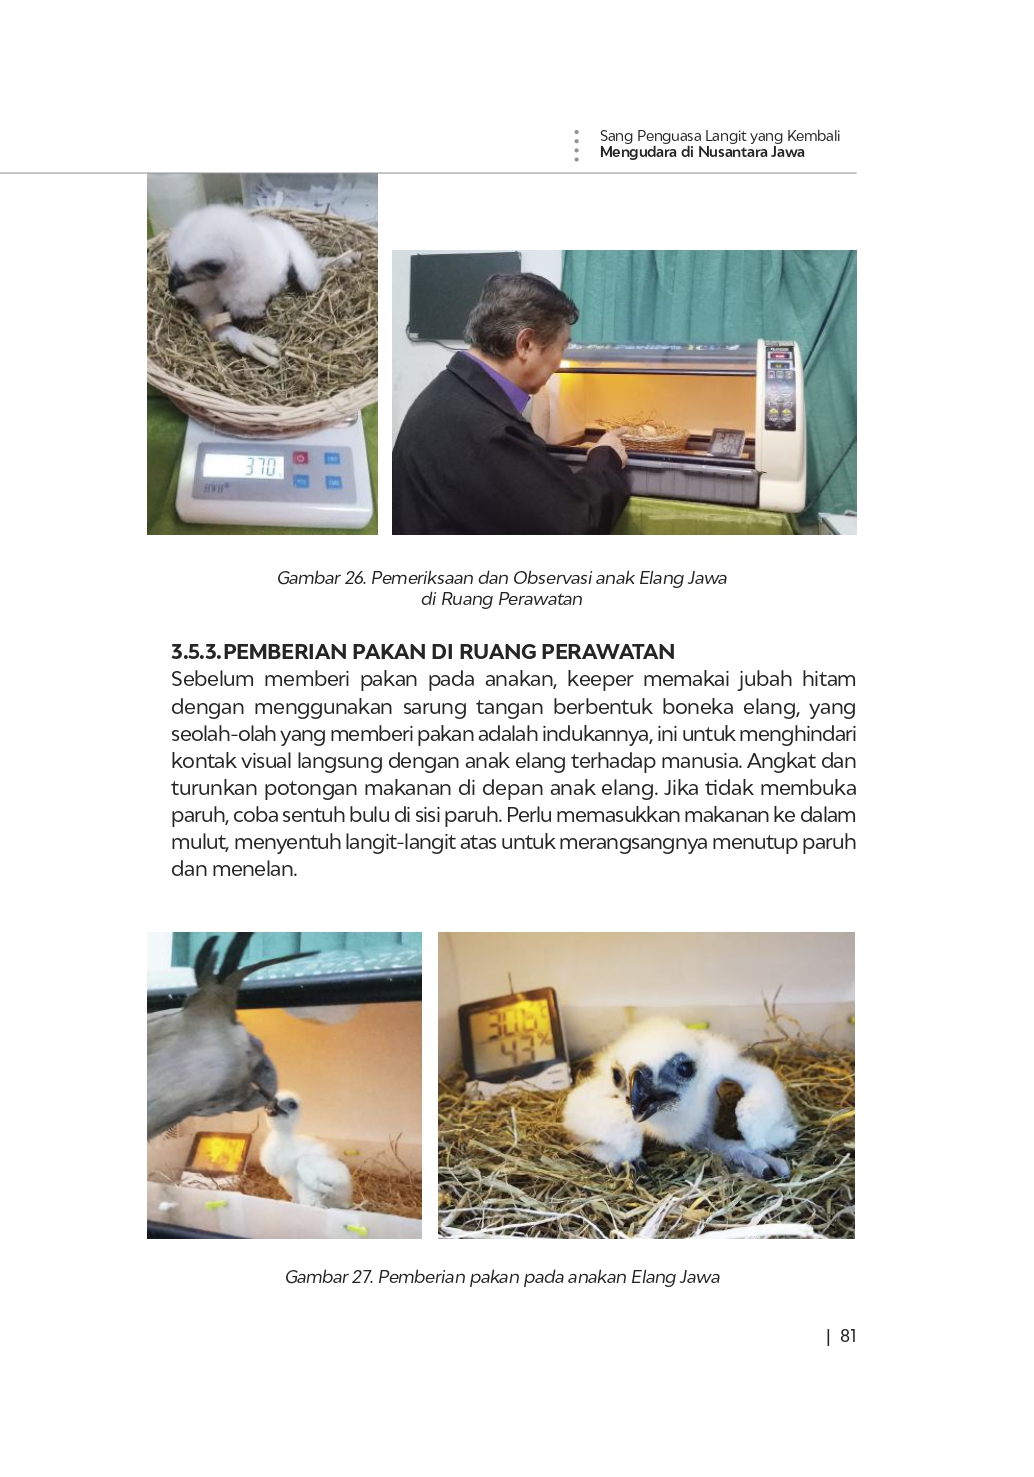 Sang Penguasa Langit yang Kembali
Mengudara di Nusantara Jawa
370
Gambar 26. Pemeriksaan dan Observasi anak Elang Jawa
di Ruang Perawatan
3.5.3.PEMBERIAN PAKAN DI RUANG PERAWATAN
Sebelum memberi pakan pada anakan, keeper memakai jubah hitam
dengan menggunakan sarung tangan berbentuk boneka elang, yang
seolah-olah yang memberi pakan adalah indukannya, ini untuk menghindari
kontak visual langsung dengan anak elang terhadap manusia. Angkat dan
turunkan potongan makanan di depan anak elang. Jika tidak membuka
paruh, coba sentuh bulu di sisi paruh. Perlu memasukkan makanan ke dalam
mulut, menyentuh langit-langit atas untuk merangsangnya menutup paruh
dan menelan.
30.6°C
43%
Gambar 27. Pemberian pakan pada anakan Elang Jawa
| 81